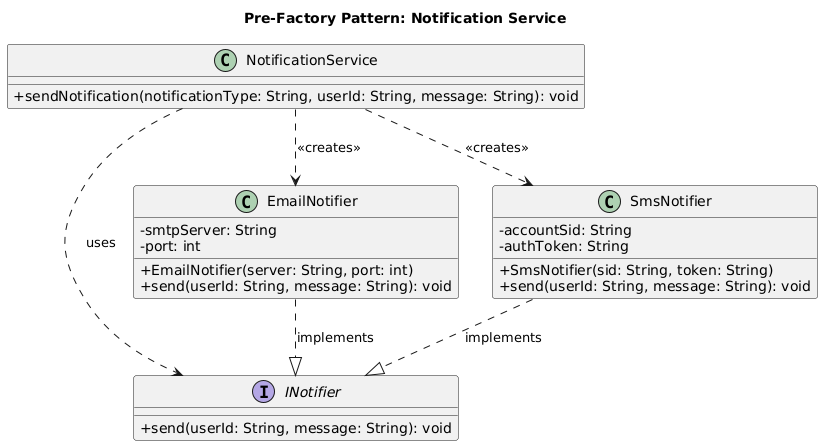 Pre-Factory Pattern: Notification Service
C NotificationService
+sendNotification(notificationType: String, userId: String, message: String): void
«creates»
«creates»
C EmailNotifier
-smtpServer: String
-port: int
+EmailNotifier(server: String, port: int)
+send(userId: String, message: String): void
C SmsNotifier
-accountSid: String
-authToken: String
+SmsNotifier(sid: String, token: String)
+send(userId: String, message: String): void
uses
implements
implements
I INotifier
+send(userId: String, message: String): void